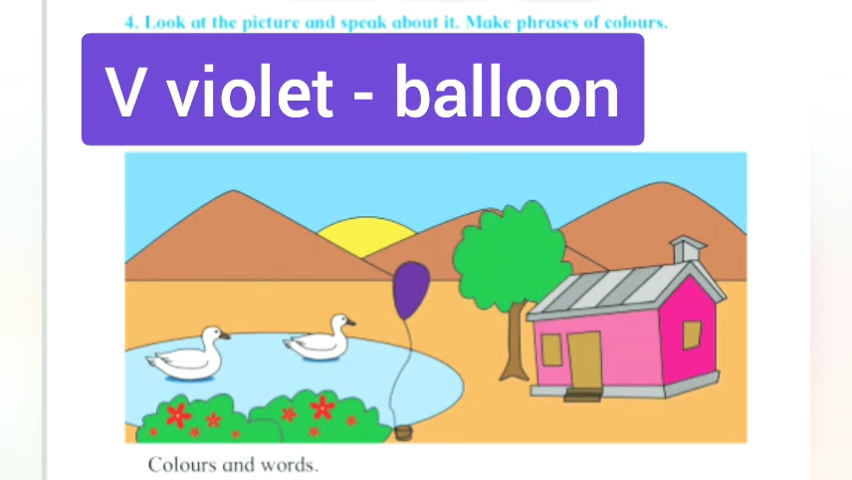 4. Look at the picture and speak about it. Make phrases of colours.
V violet - balloon
Colours and words.